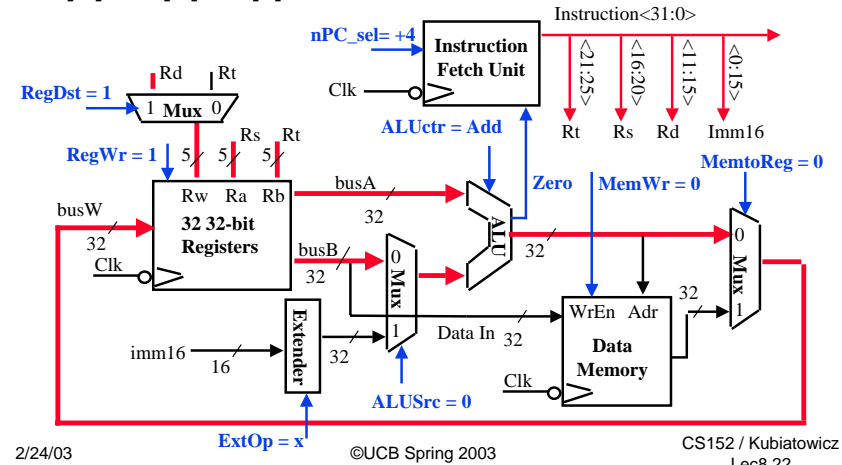 Instruction<31:0>
nPC_sel= +4
Instruction
Fetch Unit
Clk
<21:25>
<16:20>
<11:15>
<0:15>
Rt
Rs
Rd
Imm16
Rd
Rt
RegDst = 1
1 Mux 0
ALUctr = Add
RegWr = 1
5
Rs
5
Rt
5
Zero
MemWr = 0
MemtoReg = 0
busW
32
Rw Ra Rb
32 32-bit
Registers
Clk
busA
32
busB
32
ALU
32
0
Mux
1
0
Mux
1
32
imm16
16
Extender
32
Data In
32
WrEn Adr
Data
Memory
Clk
ALUSrc = 0
ExtOp = x
2/24/03
©UCB Spring 2003
CS152 / Kubiatowicz
Lec8.22